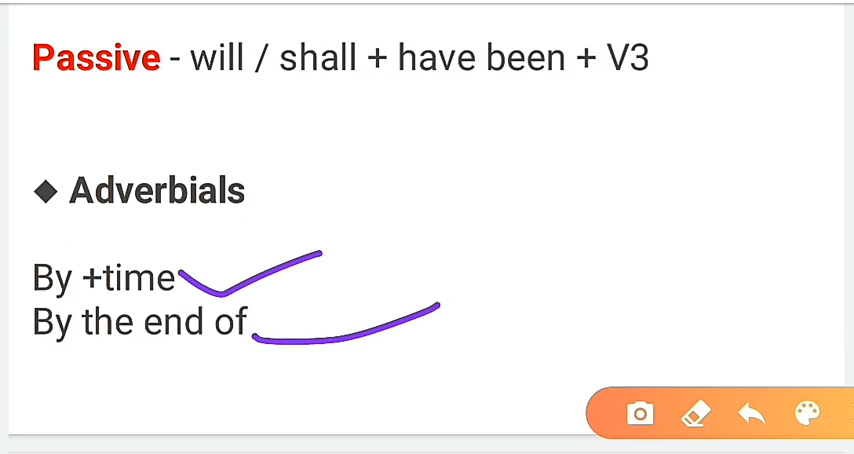 Passive - will / shall + have been + V3
◆ Adverbials
By +time
By the end of